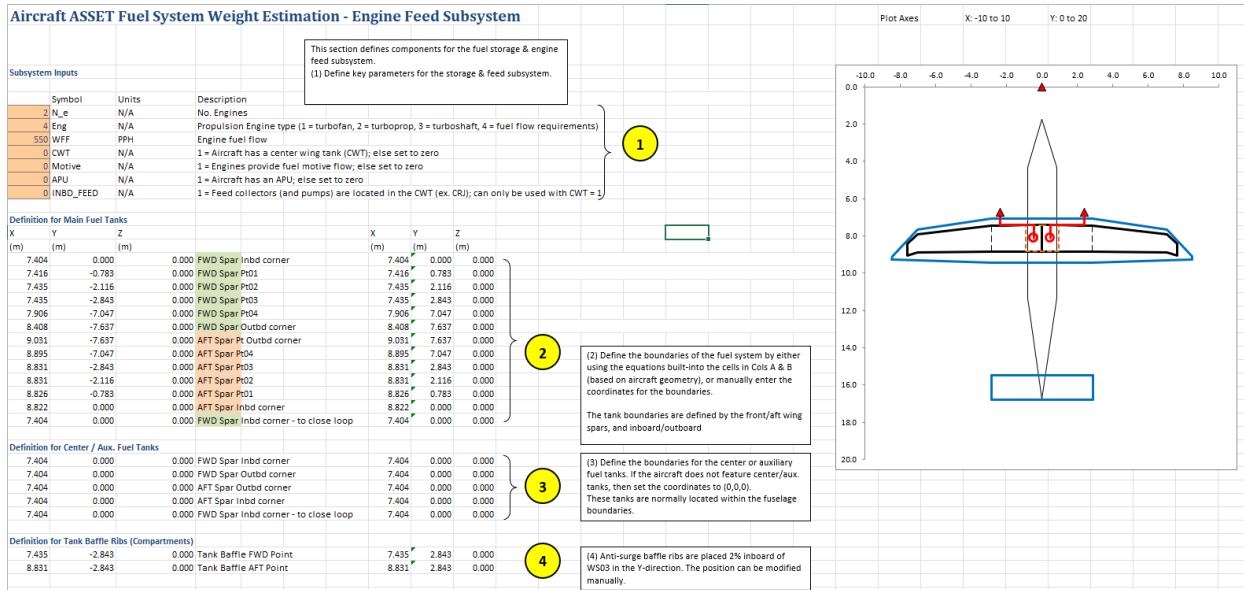 Aircraft ASSET Fuel System Weight Estimation - Engine Feed Subsystem
Plot Axes X: -10 to 10 Y: 0 to 20
This section defines components for the fuel storage & engine
feed subsystem.
(1) Define key parameters for the storage & feed subsystem.
Subsystem Inputs
Symbol Units Description
2 N_e N/A No. Engines
4 Eng N/A Propulsion Engine type (1 = turbofan, 2 = turboprop, 3 = turboshaft, 4 = fuel flow requirements)
550 WFF PPH Engine fuel flow
0 CWT N/A 1 = Aircraft has a center wing tank (CWT); else set to zero
0 Motive N/A 1 = Engines provide fuel motive flow; else set to zero
0 APU N/A 1 = Aircraft has an APU; else set to zero
0 INBD_FEED N/A 1 = Feed collectors (and pumps) are located in the CWT (ex. CRJ); can only be used with CWT = 1
1
Definition for Main Fuel Tanks
X Y Z X Y Z
(m) (m) (m) (m) (m) (m)
7.404 0.000 0.000 FWD Spar Inbd corner 7.404 0.000 0.000
7.416 -0.783 0.000 FWD Spar Pt01 7.416 0.783 0.000
7.435 -2.116 0.000 FWD Spar Pt02 7.435 2.116 0.000
7.435 -2.843 0.000 FWD Spar Pt03 7.435 2.843 0.000
7.906 -7.047 0.000 FWD Spar Pt04 7.906 7.047 0.000
8.408 -7.637 0.000 FWD Spar Outbd corner 8.408 7.637 0.000
9.031 -7.637 0.000 AFT Spar Pt Outbd corner 9.031 7.637 0.000
8.895 -7.047 0.000 AFT Spar Pt04 8.895 7.047 0.000
8.831 -2.843 0.000 AFT Spar Pt03 8.831 2.843 0.000
8.831 -2.116 0.000 AFT Spar Pt02 8.831 2.116 0.000
8.826 -0.783 0.000 AFT Spar Pt01 8.826 0.783 0.000
8.822 0.000 0.000 AFT Spar Inbd corner 8.822 0.000 0.000
7.404 0.000 0.000 FWD Spar Inbd corner - to close loop 7.404 0.000 0.000
2
(2) Define the boundaries of the fuel system by either
using the equations built-into the cells in Cols A & B
(based on aircraft geometry), or manually enter the
coordinates for the boundaries.
The tank boundaries are defined by the front/aft wing
spars, and inboard/outboard
Definition for Center / Aux. Fuel Tanks
7.404 0.000 0.000 FWD Spar Inbd corner 7.404 0.000 0.000
7.404 0.000 0.000 FWD Spar Outbd corner 7.404 0.000 0.000
7.404 0.000 0.000 AFT Spar Outbd corner 7.404 0.000 0.000
7.404 0.000 0.000 AFT Spar Inbd corner 7.404 0.000 0.000
7.404 0.000 0.000 FWD Spar Inbd corner - to close loop 7.404 0.000 0.000
3
(3) Define the boundaries for the center or auxiliary
fuel tanks. If the aircraft does not feature center/aux.
tanks, then set the coordinates to (0,0,0).
These tanks are normally located within the fuselage
boundaries.
Definition for Tank Baffle Ribs (Compartments)
7.435 -2.843 0.000 Tank Baffle FWD Point 7.435 2.843 0.000
8.831 -2.843 0.000 Tank Baffle AFT Point 8.831 2.843 0.000
4
(4) Anti-surge baffle ribs are placed 2% inboard of
WS03 in the Y-direction. The position can be modified
manually.
-10.0 -8.0 -6.0 -4.0 -2.0 0.0 2.0 4.0 6.0 8.0 10.0
0.0
2.0
4.0
6.0
8.0
10.0
12.0
14.0
16.0
18.0
20.0